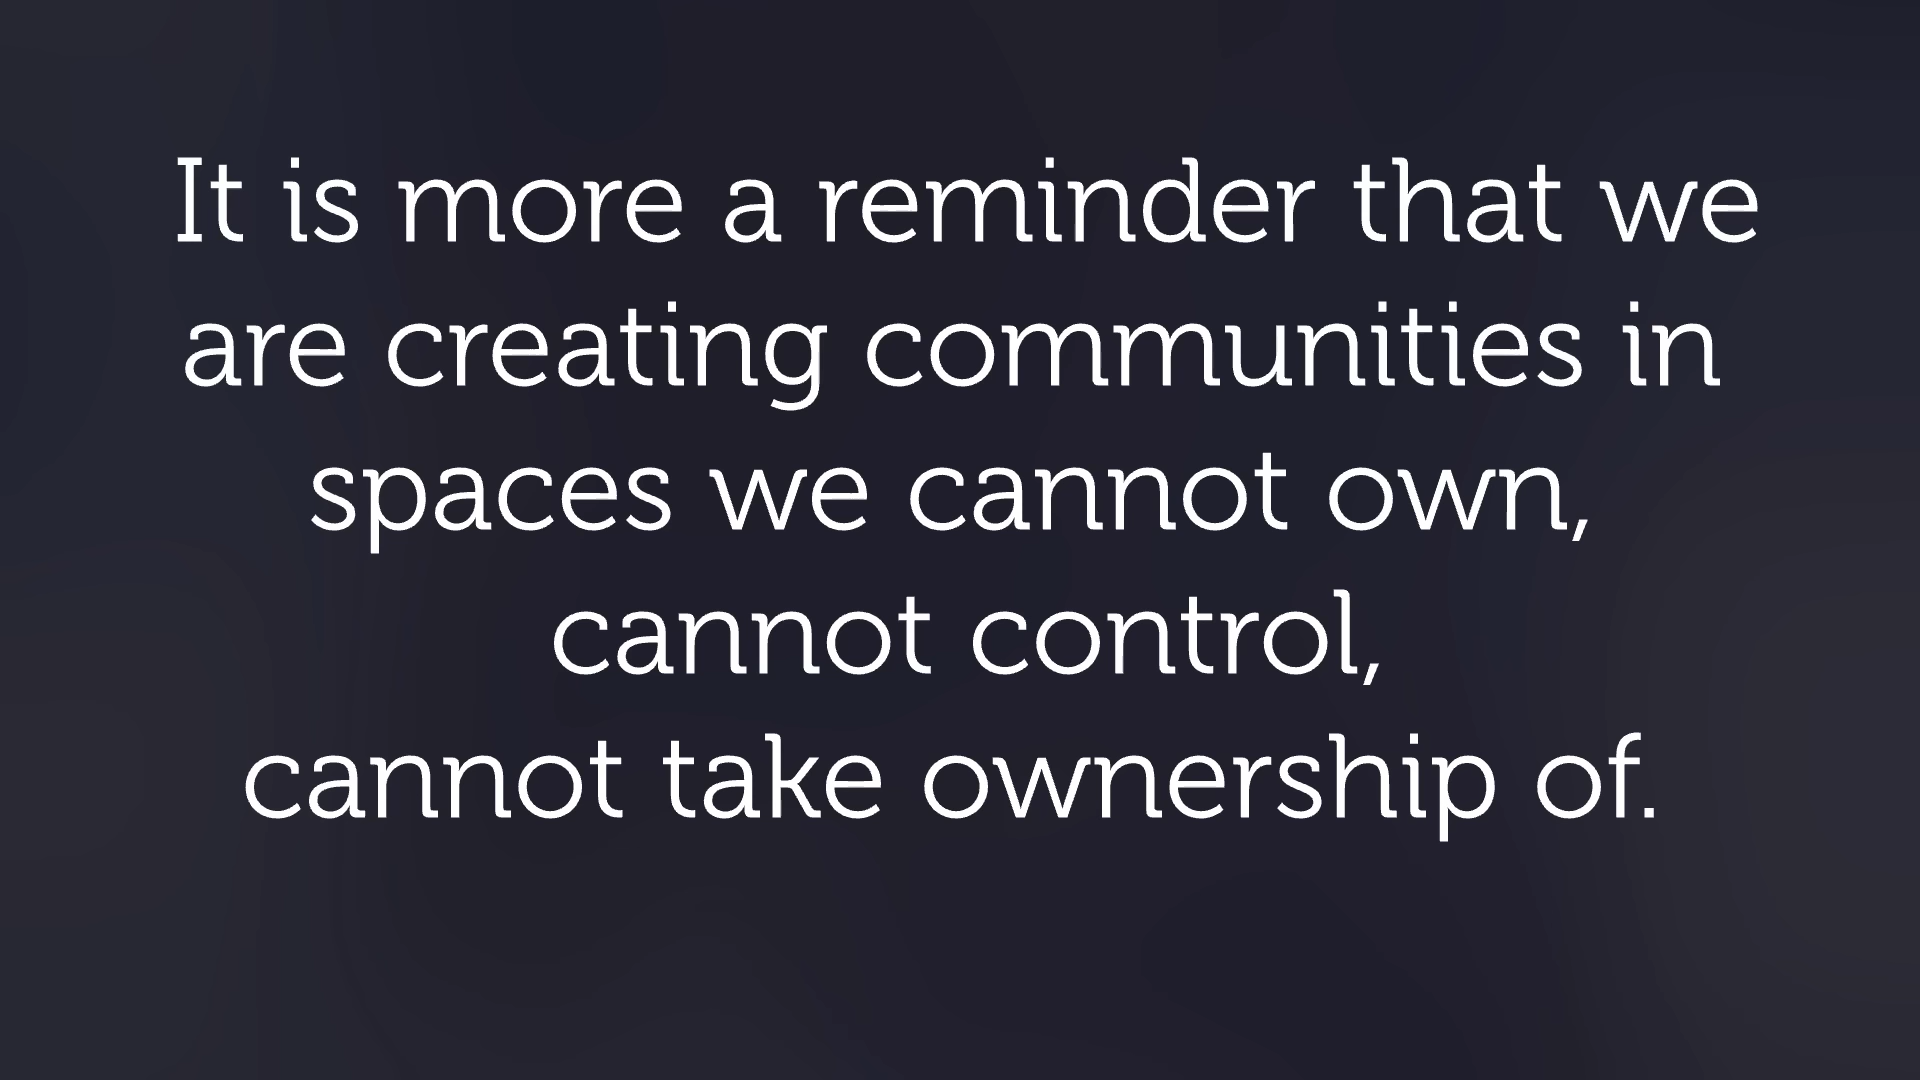 It is more a reminder that we
are creating communities in
spaces we cannot own,
cannot control,
cannot take ownership of.